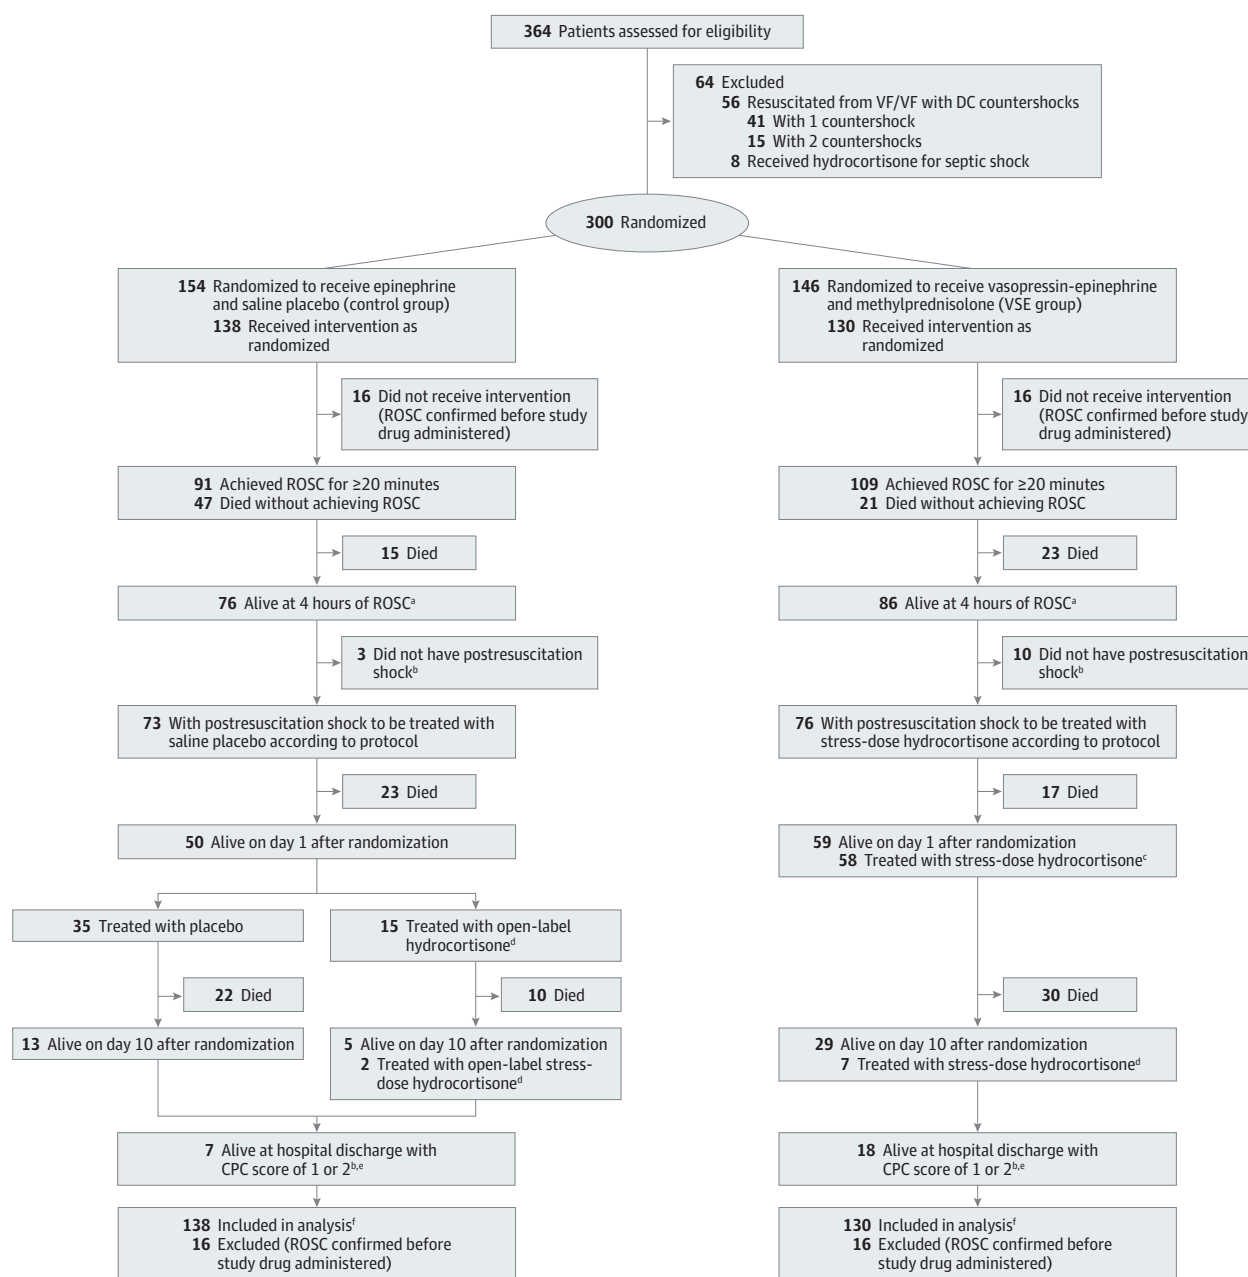 364 Patients assessed for eligibility
64 Excluded
56 Resuscitated from VF/VF with DC countershocks
41 With 1 countershock
15 With 2 countershocks
8 Received hydrocortisone for septic shock
300 Randomized
154 Randomized to receive epinephrine
and saline placebo (control group)
138 Received intervention as
randomized
146 Randomized to receive vasopressin-epinephrine
and methylprednisolone (VSE group)
130 Received intervention as
randomized
16 Did not receive intervention
(ROSC confirmed before study
drug administered)
16 Did not receive intervention
(ROSC confirmed before study
drug administered)
91 Achieved ROSC for ≥20 minutes
47 Died without achieving ROSC
109 Achieved ROSC for ≥20 minutes
21 Died without achieving ROSC
15 Died
23 Died
76 Alive at 4 hours of ROSCa
86 Alive at 4 hours of ROSCa
3 Did not have postresuscitation
shockb
10 Did not have postresuscitation
shockb
73 With postresuscitation shock to be treated with
saline placebo according to protocol
76 With postresuscitation shock to be treated with
stress-dose hydrocortisone according to protocol
23 Died
17 Died
50 Alive on day 1 after randomization
59 Alive on day 1 after randomization
58 Treated with stress-dose hydrocortisonec
35 Treated with placebo
15 Treated with open-label
hydrocortisoned
22 Died
10 Died
30 Died
13 Alive on day 10 after randomization
5 Alive on day 10 after randomization
2 Treated with open-label stress-
dose hydrocortisoned
29 Alive on day 10 after randomization
7 Treated with stress-dose hydrocortisoned
7 Alive at hospital discharge with
CPC score of 1 or 2b,e
18 Alive at hospital discharge with
CPC score of 1 or 2b,e
138 Included in analysisf
16 Excluded (ROSC confirmed before
study drug administered)
130 Included in analysisf
16 Excluded (ROSC confirmed before
study drug administered)